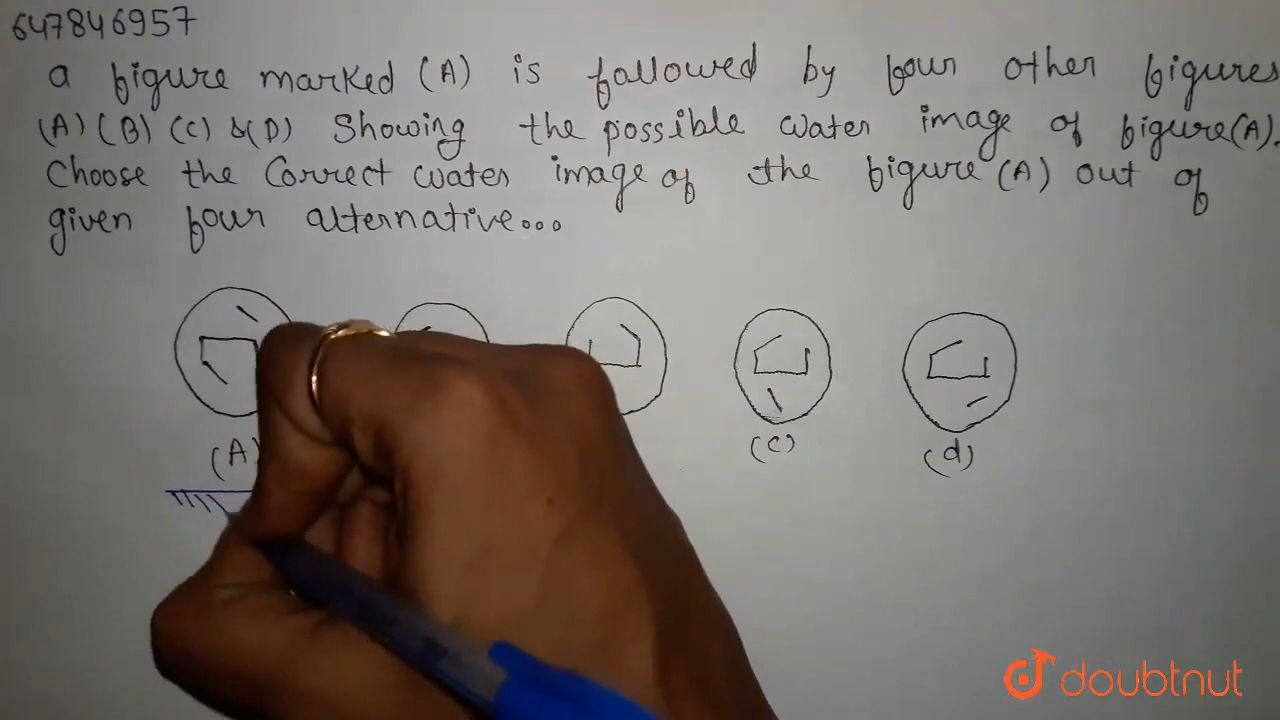 647846957
a figure marked (A) is followed by four other figures
(A) (B) (C) &(D) Showing the possible water image of figure(A).
Choose the Correct water image of the figure (A) out of
given four alternative...
(A)
(c)
(d)
doubtnut